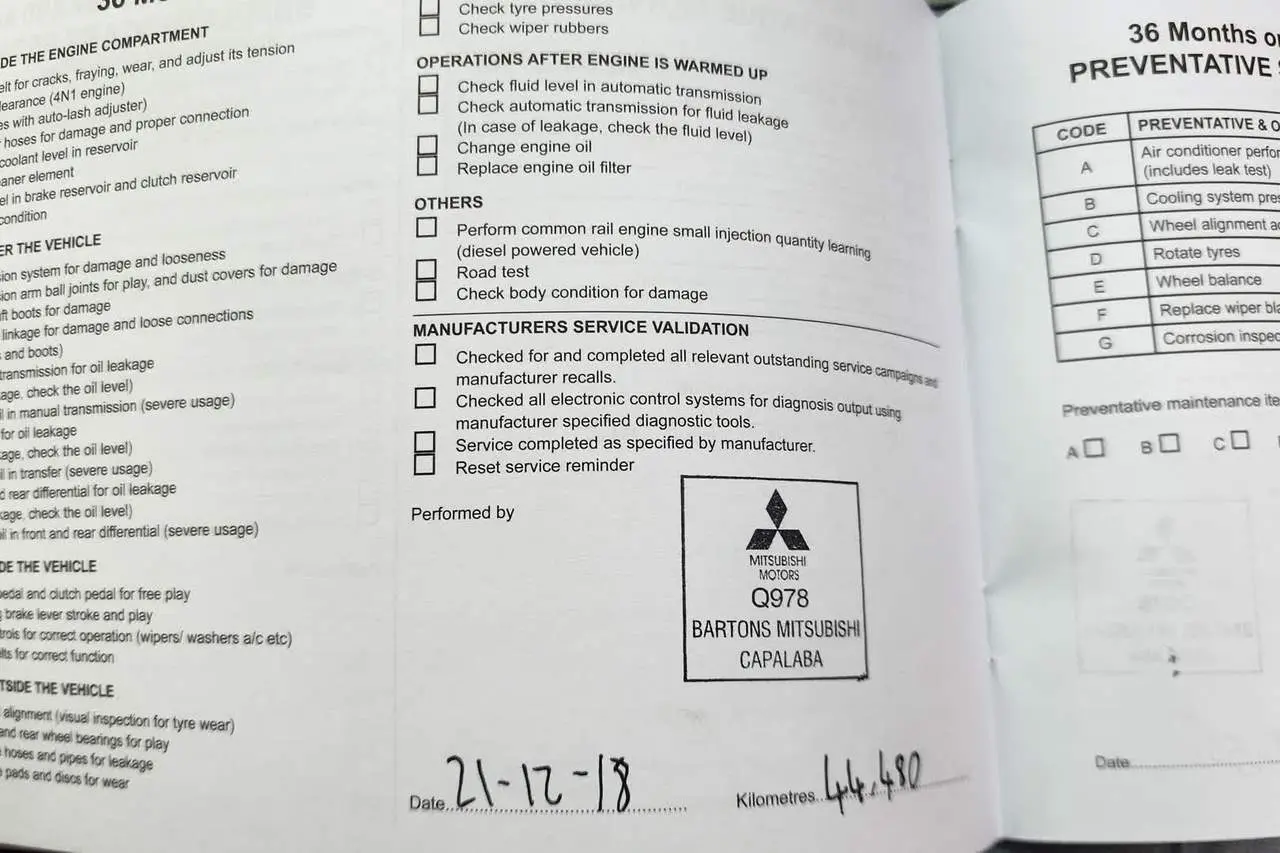 DE THE ENGINE COMPARTMENT
elt for cracks, fraying, wear, and adjust its tension
learance (4N1 engine)
es with auto-lash adjuster)
hoses for damage and proper connection
coolant level in reservoir
aner element
el in brake reservoir and clutch reservoir
condition
ER THE VEHICLE
sion system for damage and looseness
sion arm ball joints for play, and dust covers for damage
ft boots for damage
linkage for damage and loose connections
and boots)
transmission for oil leakage
age, check the oil level)
il in manual transmission (severe usage)
for oil leakage
age, check the oil level)
il in transfer (severe usage)
d rear differential for oil leakage
kage, check the oil level)
il in front and rear differential (severe usage)
DE THE VEHICLE
pedal and clutch pedal for free play
g brake lever stroke and play
trols for correct operation (wipers/ washers a/c etc)
elts for correct function
TSIDE THE VEHICLE
alignment (visual inspection for tyre wear)
and rear wheel bearings for play
e hoses and pipes for leakage
e pads and discs for wear
Check tyre pressures
Check wiper rubbers
OPERATIONS AFTER ENGINE IS WARMED UP
Check fluid level in automatic transmission
Check automatic transmission for fluid leakage
(In case of leakage, check the fluid level)
Change engine oil
Replace engine oil filter
OTHERS
Perform common rail engine small injection quantity learning
(diesel powered vehicle)
Road test
Check body condition for damage
MANUFACTURERS SERVICE VALIDATION
Checked for and completed all relevant outstanding service campaigns and
manufacturer recalls.
Checked all electronic control systems for diagnosis output using
manufacturer specified diagnostic tools.
Service completed as specified by manufacturer.
Reset service reminder
Performed by
MITSUBISHI
MOTORS
Q978
BARTONS MITSUBISHI
CAPALABA
Date 21-12-18
Kilometres 44,480
36 Months or
PREVENTATIVE S
CODE PREVENTATIVE & O
A Air conditioner perfor
(includes leak test)
B Cooling system pres
C Wheel alignment ad
D Rotate tyres
E Wheel balance
F Replace wiper bla
G Corrosion inspec
Preventative maintenance ite
A B C
Date